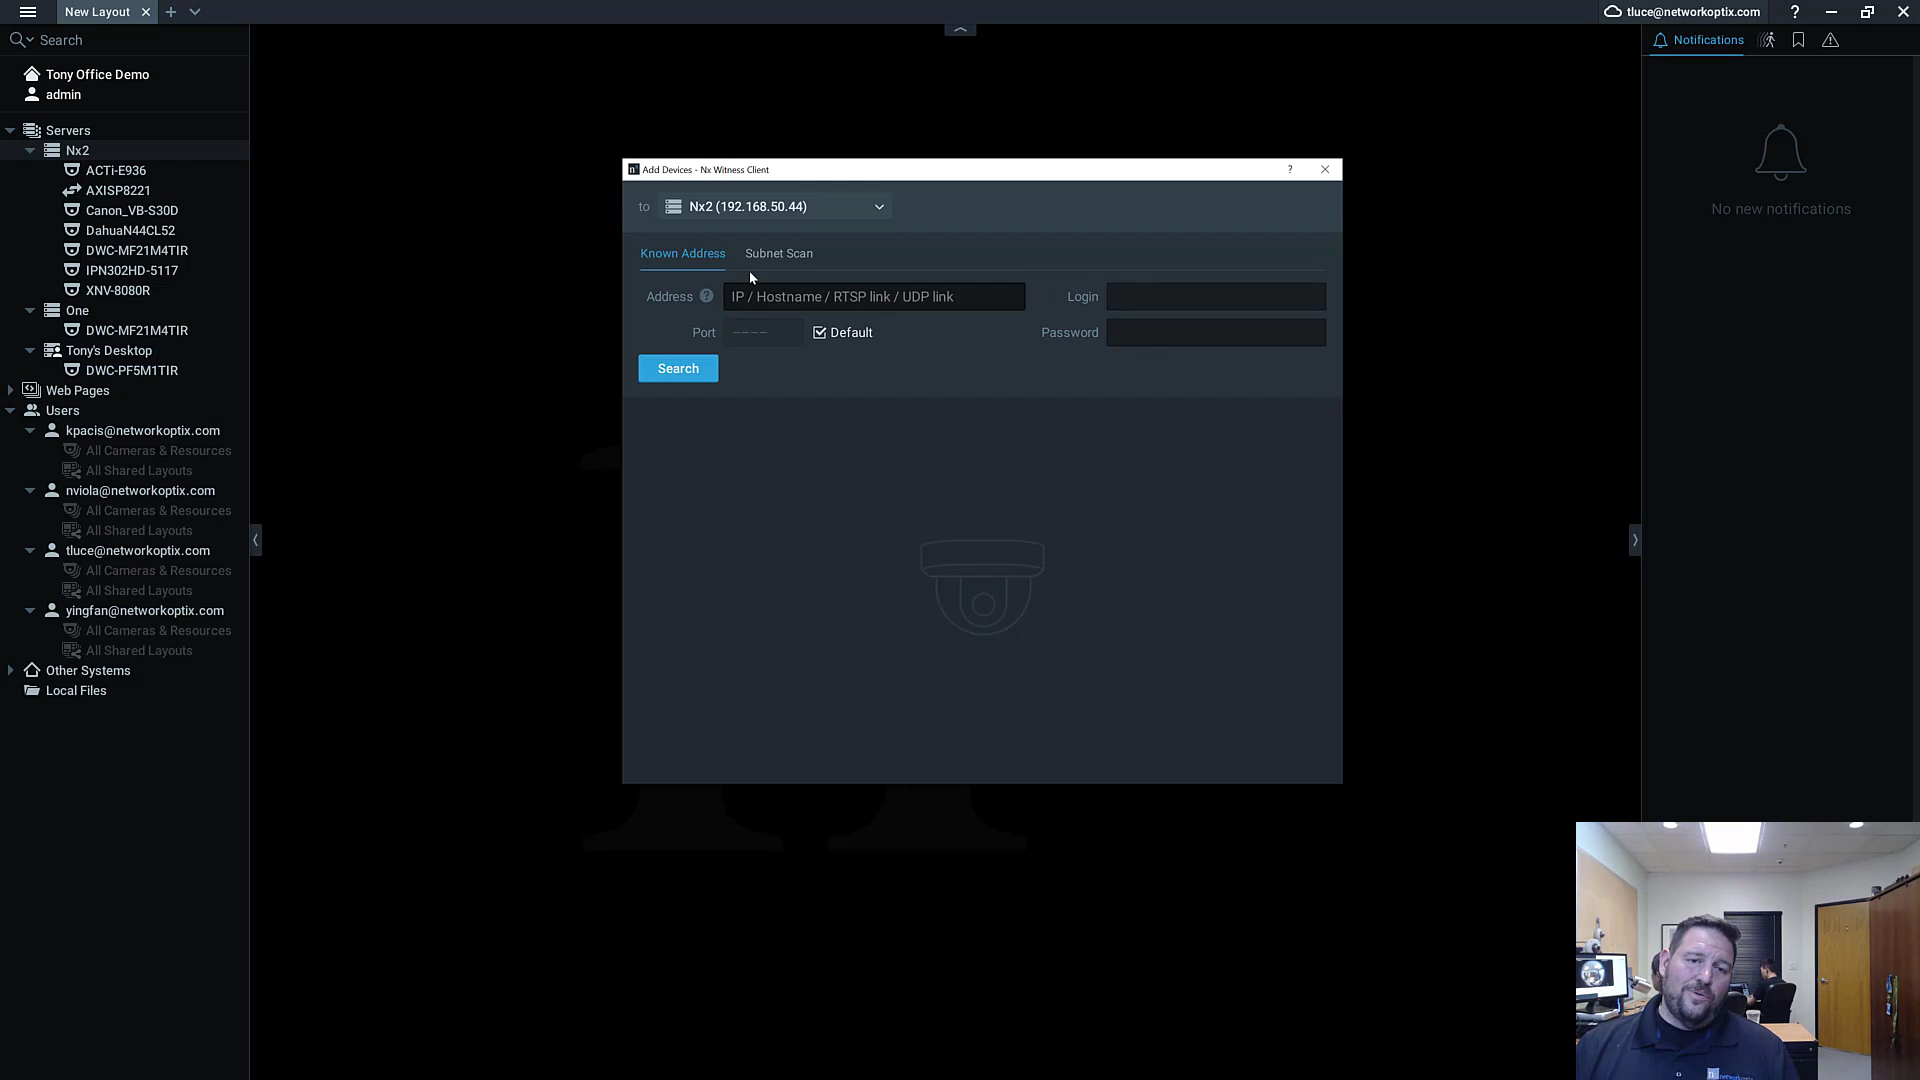 New Layout
tluce@networkoptix.com
?
Search
Notifications
Tony Office Demo
admin
Servers
Nx2
ACTi-E936
AXISP8221
Canon_VB-S30D
DahuaN44CL52
DWC-MF21M4TIR
IPN302HD-5117
XNV-8080R
One
DWC-MF21M4TIR
Tony's Desktop
DWC-PF5M1TIR
Web Pages
Users
kpacis@networkoptix.com
All Cameras & Resources
All Shared Layouts
nviola@networkoptix.com
All Cameras & Resources
All Shared Layouts
tluce@networkoptix.com
All Cameras & Resources
All Shared Layouts
yingfan@networkoptix.com
All Cameras & Resources
All Shared Layouts
Other Systems
Local Files
Add Devices - Nx Witness Client
?
to Nx2 (192.168.50.44)
Known Address Subnet Scan
Address ? IP / Hostname / RTSP link / UDP link Login
Port ---- Default Password
Search
No new notifications